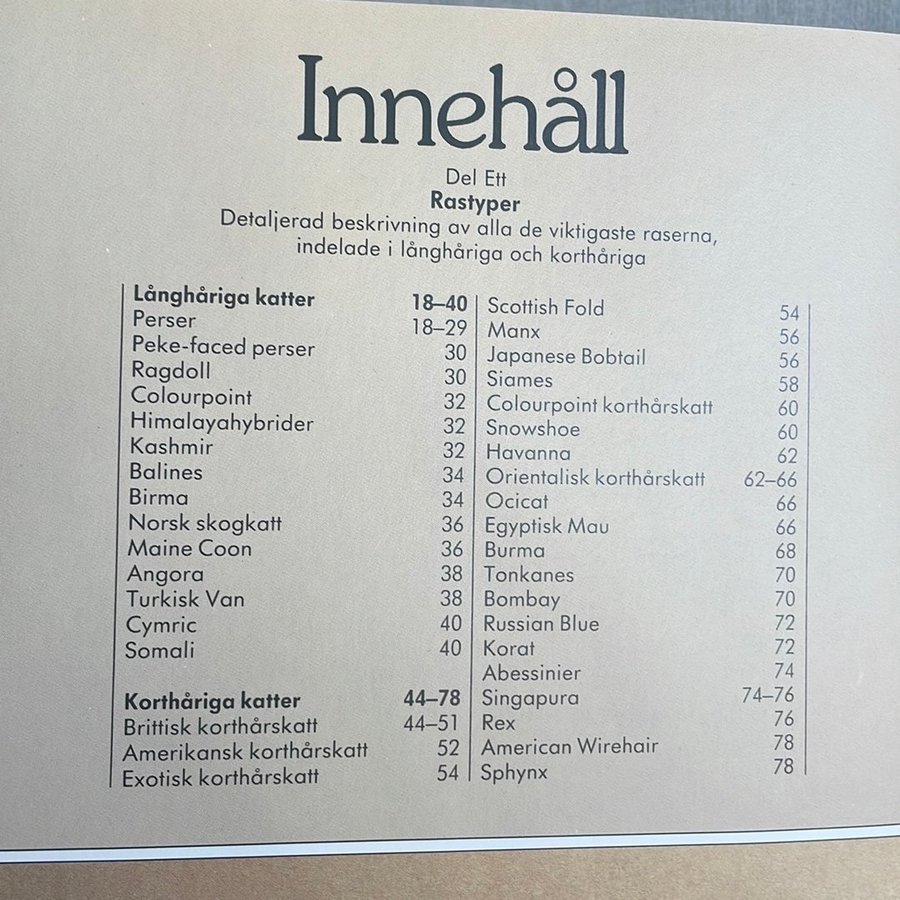 Innehåll
Del Ett
Rastyper
Detaljerad beskrivning av alla de viktigaste raserna,
indelade i långhåriga och korthåriga
Långhåriga katter 18–40
Perser 18–29
Peke-faced perser 30
Ragdoll 30
Colourpoint 32
Himalayahybrider 32
Kashmir 32
Balines 34
Birma 34
Norsk skogkatt 36
Maine Coon 36
Angora 38
Turkisk Van 38
Cymric 40
Somali 40
Korthåriga katter 44–78
Brittisk korthårskatt 44–51
Amerikansk korthårskatt 52
Exotisk korthårskatt 54
Scottish Fold 54
Manx 56
Japanese Bobtail 56
Siames 58
Colourpoint korthårskatt 60
Snowshoe 60
Havanna 62
Orientalisk korthårskatt 62–66
Ocicat 66
Egyptisk Mau 66
Burma 68
Tonkanes 70
Bombay 70
Russian Blue 72
Korat 72
Abessinier 74
Singapura 74–76
Rex 76
American Wirehair 78
Sphynx 78